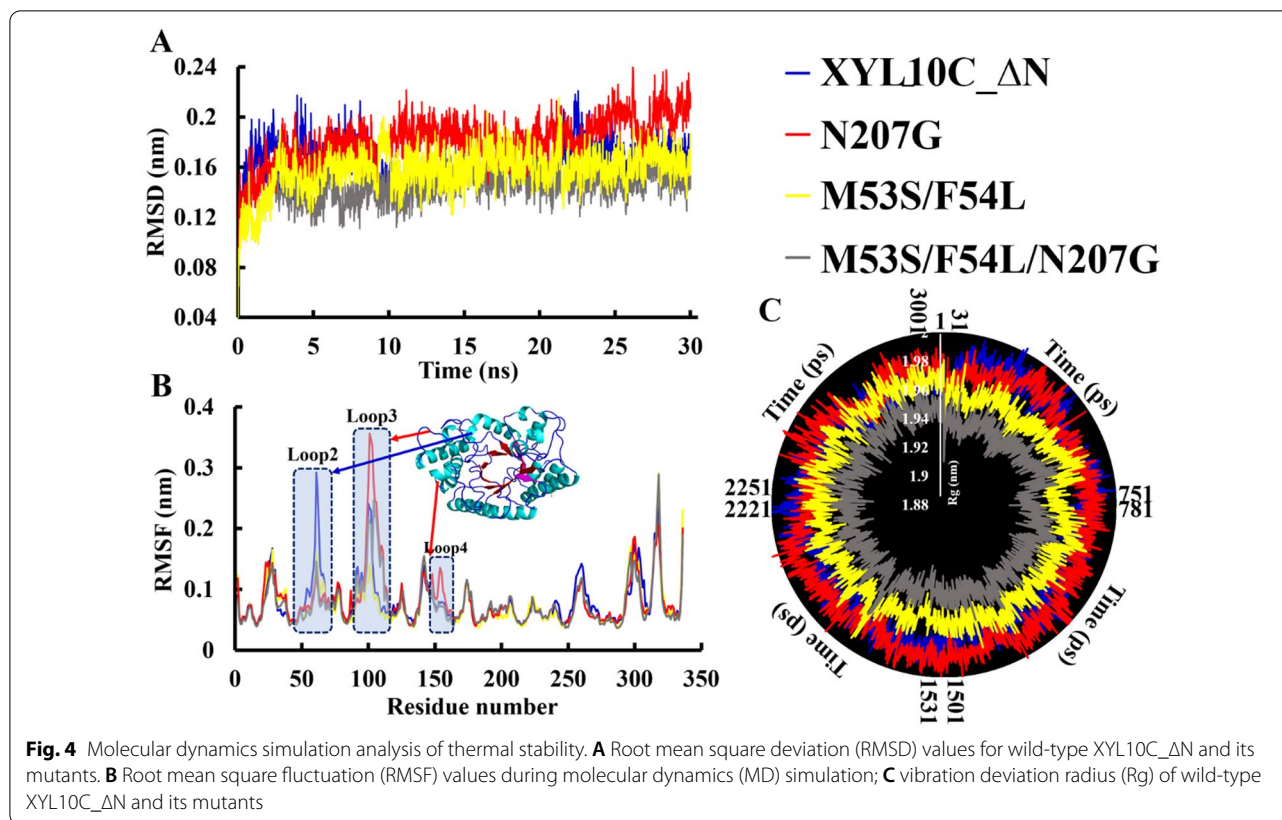 A
0.24
0.2
0.16
0.12
0.08
0.04
RMSD (nm)
0
5
10
15
20
25
30
Time (ns)
XYL10C_ΔN
N207G
M53S/F54L
M53S/F54L/N207G
B
0.4
0.3
0.2
0.1
0
RMSF (nm)
Loop2
Loop3
Loop4
0
50
100
150
200
250
300
350
Residue number
C
3001
1
31
Time (ps)
Time (ps)
2
1.98
1.94
1.92
1.9
1.88
Rg (nm)
2251
2221
751
781
Time (ps)
Time (ps)
1531
1501
Fig. 4 Molecular dynamics simulation analysis of thermal stability. A Root mean square deviation (RMSD) values for wild-type XYL10C_ΔN and its
mutants. B Root mean square fluctuation (RMSF) values during molecular dynamics (MD) simulation; C vibration deviation radius (Rg) of wild-type
XYL10C_ΔN and its mutants